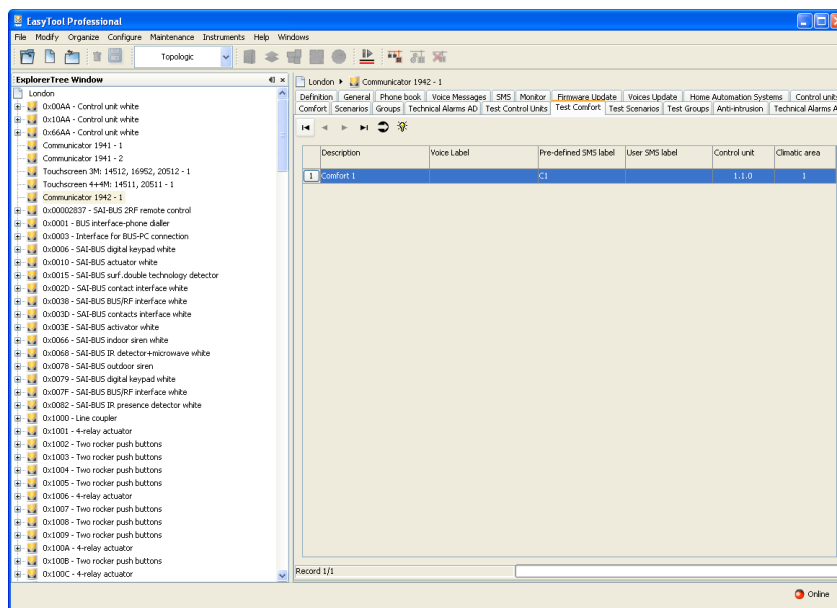 EasyTool Professional
File Modify Organize Configure Maintenance Instruments Help Windows
Topologic
ExplorerTree Window
London
0x00AA - Control unit white
0x10AA - Control unit white
0x66AA - Control unit white
Communicator 1941 - 1
Communicator 1941 - 2
Touchscreen 3M: 14512, 16952, 20512 - 1
Touchscreen 4+4M: 14511, 20511 - 1
Communicator 1942 - 1
0x00002837 - SAI-BUS 2RF remote control
0x0001 - BUS interface-phone dialler
0x0003 - Interface for BUS-PC connection
0x0006 - SAI-BUS digital keypad white
0x0010 - SAI-BUS actuator white
0x0015 - SAI-BUS surf.double technology detector
0x002D - SAI-BUS contact interface white
0x0038 - SAI-BUS BUS/RF interface white
0x003D - SAI-BUS contacts interface white
0x003E - SAI-BUS activator white
0x0066 - SAI-BUS indoor siren white
0x0068 - SAI-BUS IR detector+microwave white
0x0078 - SAI-BUS outdoor siren
0x0079 - SAI-BUS digital keypad white
0x007F - SAI-BUS BUS/RF interface white
0x0082 - SAI-BUS IR presence detector white
0x1000 - Line coupler
0x1001 - 4-relay actuator
0x1002 - Two rocker push buttons
0x1003 - Two rocker push buttons
0x1004 - Two rocker push buttons
0x1005 - Two rocker push buttons
0x1006 - 4-relay actuator
0x1007 - Two rocker push buttons
0x1008 - Two rocker push buttons
0x1009 - Two rocker push buttons
0x100A - 4-relay actuator
0x100B - Two rocker push buttons
0x100C - 4-relay actuator
London Communicator 1942 - 1
Definition General Phone book Voice Messages SMS Monitor Firmware Update Voices Update Home Automation Systems Control units
Comfort Scenarios Groups Technical Alarms AD Test Control Units Test Comfort Test Scenarios Test Groups Anti-intrusion Technical Alarms A
Description Voice Label Pre-defined SMS label User SMS label Control unit Climatic area
1 Comfort 1 C1 1.1.0 1
Record 1/1
Online